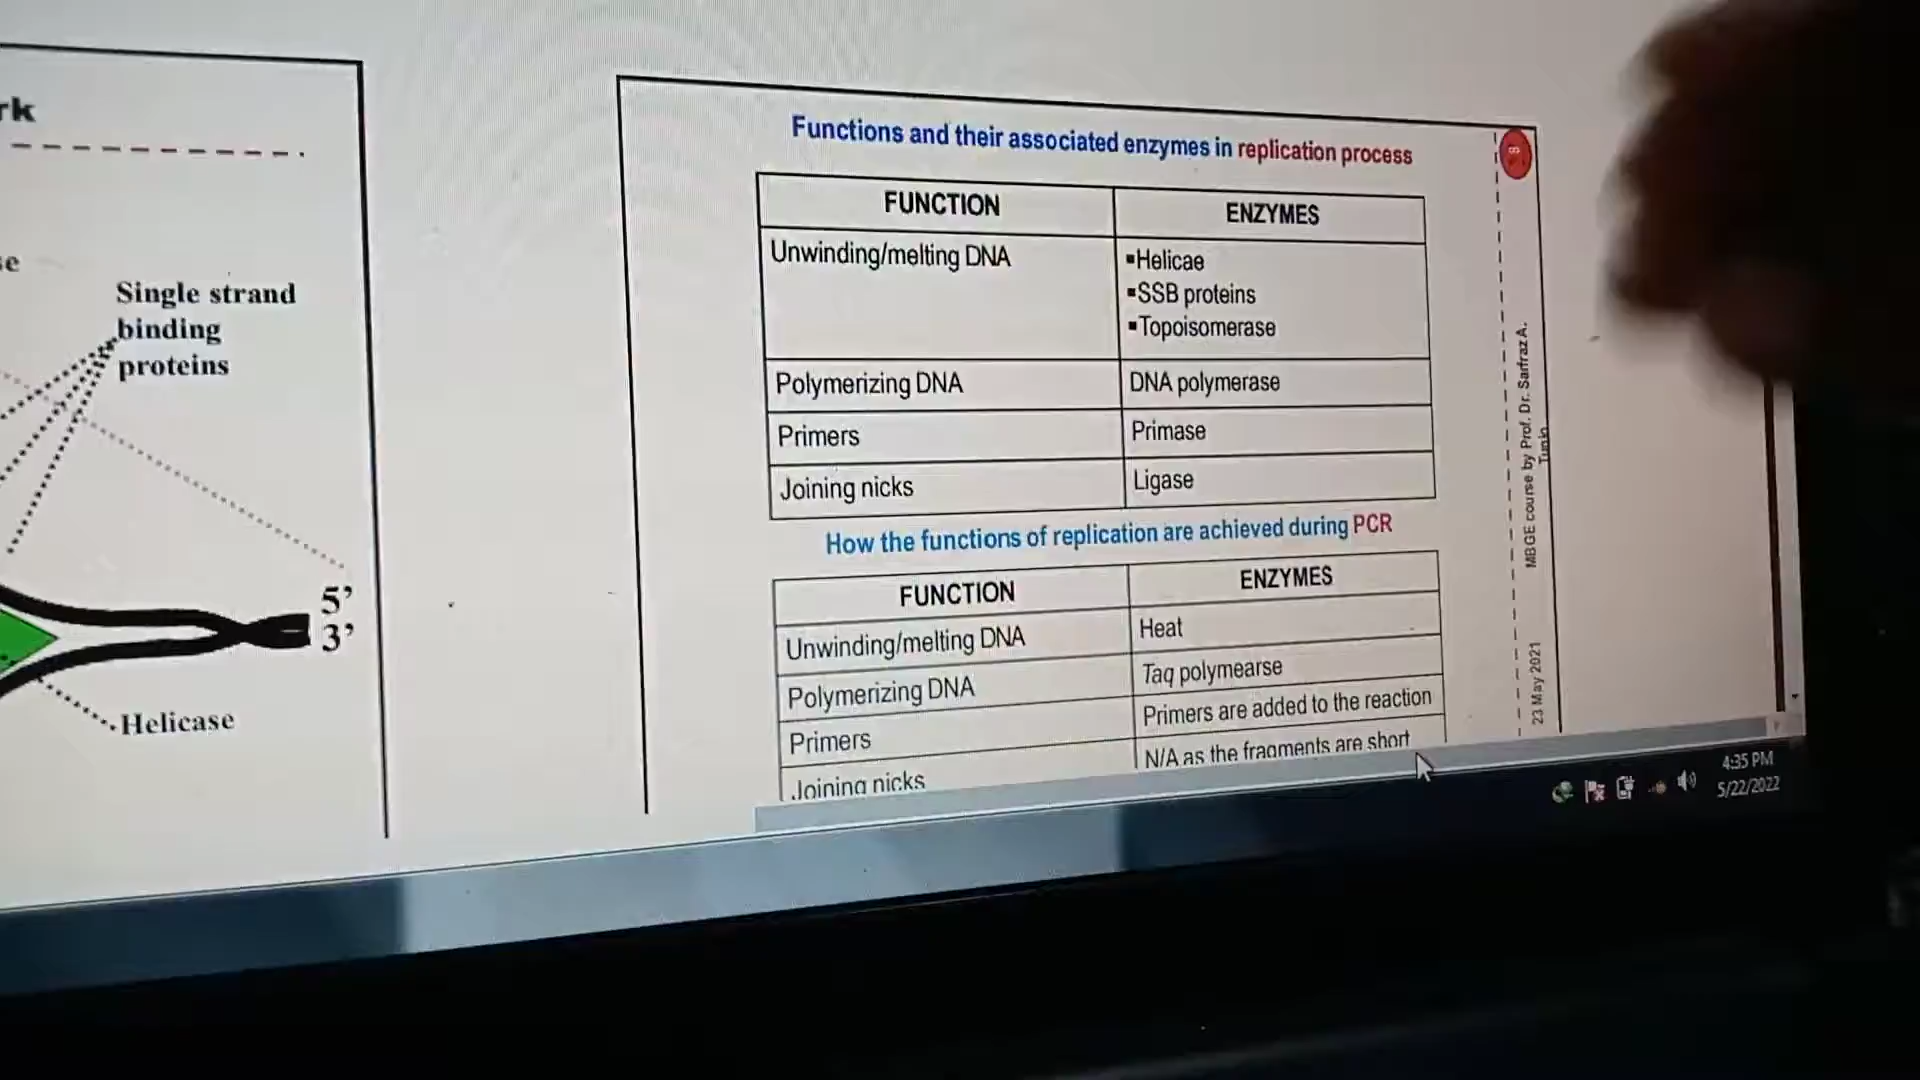 rk
se
Single strand
binding
proteins
5’
3’
Helicase
Functions and their associated enzymes in replication process
FUNCTION ENZYMES
Unwinding/melting DNA ▪Helicae
▪SSB proteins
▪Topoisomerase
Polymerizing DNA DNA polymerase
Primers Primase
Joining nicks Ligase
How the functions of replication are achieved during PCR
FUNCTION ENZYMES
Unwinding/melting DNA Heat
Polymerizing DNA Taq polymearse
Primers Primers are added to the reaction
Joining nicks N/A as the fragments are short
8
MBGE course by Prof. Dr. Sarfraz A.
Tunio
23 May 2021
4:35 PM
5/22/2022